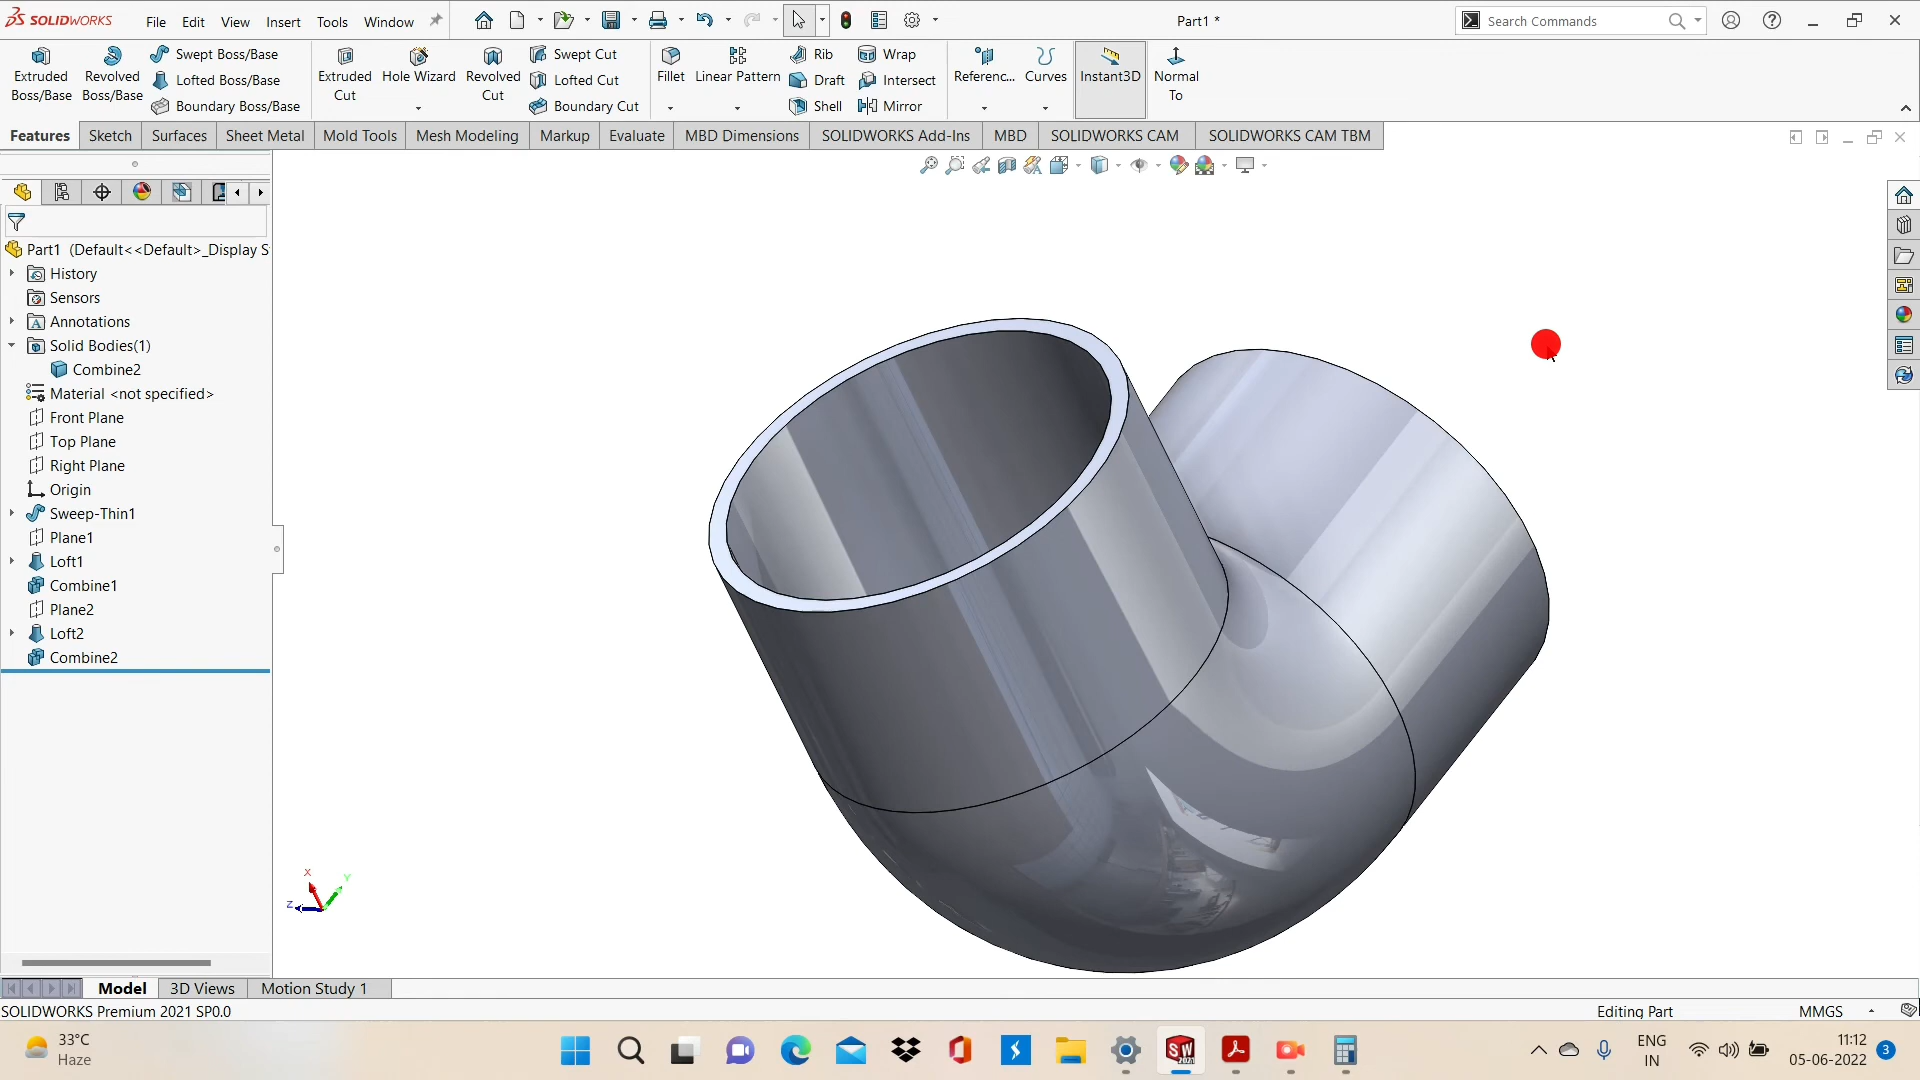 SOLIDWORKS File Edit View Insert Tools Window Part1 * Search Commands
Extruded Boss/Base
Revolved Boss/Base
Swept Boss/Base
Lofted Boss/Base
Boundary Boss/Base
Extruded Cut
Hole Wizard
Revolved Cut
Swept Cut
Lofted Cut
Boundary Cut
Fillet
Linear Pattern
Rib
Draft
Shell
Wrap
Intersect
Mirror
Referenc...
Curves
Instant3D
Normal To
Features Sketch Surfaces Sheet Metal Mold Tools Mesh Modeling Markup Evaluate MBD Dimensions SOLIDWORKS Add-Ins MBD SOLIDWORKS CAM SOLIDWORKS CAM TBM
Part1 (Default<<Default>_Display S
History
Sensors
Annotations
Solid Bodies(1)
Combine2
Material <not specified>
Front Plane
Top Plane
Right Plane
Origin
Sweep-Thin1
Plane1
Loft1
Combine1
Plane2
Loft2
Combine2
X
Y
Z
Model 3D Views Motion Study 1
SOLIDWORKS Premium 2021 SP0.0 Editing Part MMGS
33°C
Haze
SW
2021
ENG
IN
11:12
05-06-2022
3